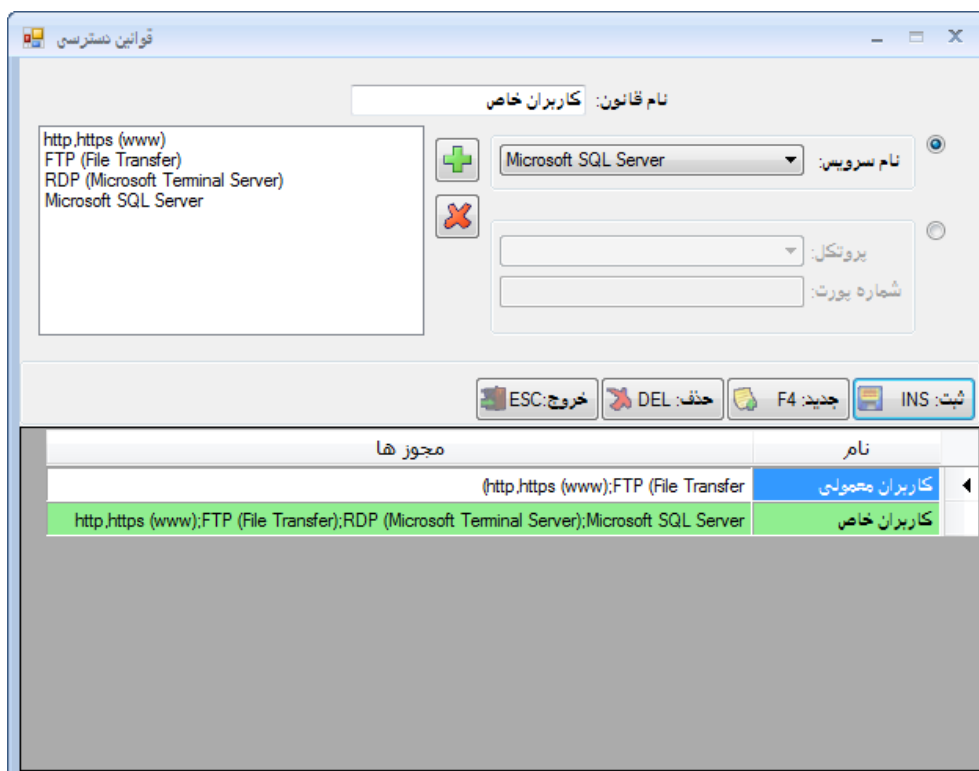 قوانین دسترسی
نام قانون: کاربران خاص
نام سرویس: Microsoft SQL Server
http,https (www)
FTP (File Transfer)
RDP (Microsoft Terminal Server)
Microsoft SQL Server
پروتکل:
شماره پورت:
ثبت: INS
جدید: F4
حذف: DEL
خروج:ESC
نام مجوز ها
کاربران معمولی (http,https (www);FTP (File Transfer
کاربران خاص http,https (www);FTP (File Transfer);RDP (Microsoft Terminal Server);Microsoft SQL Server